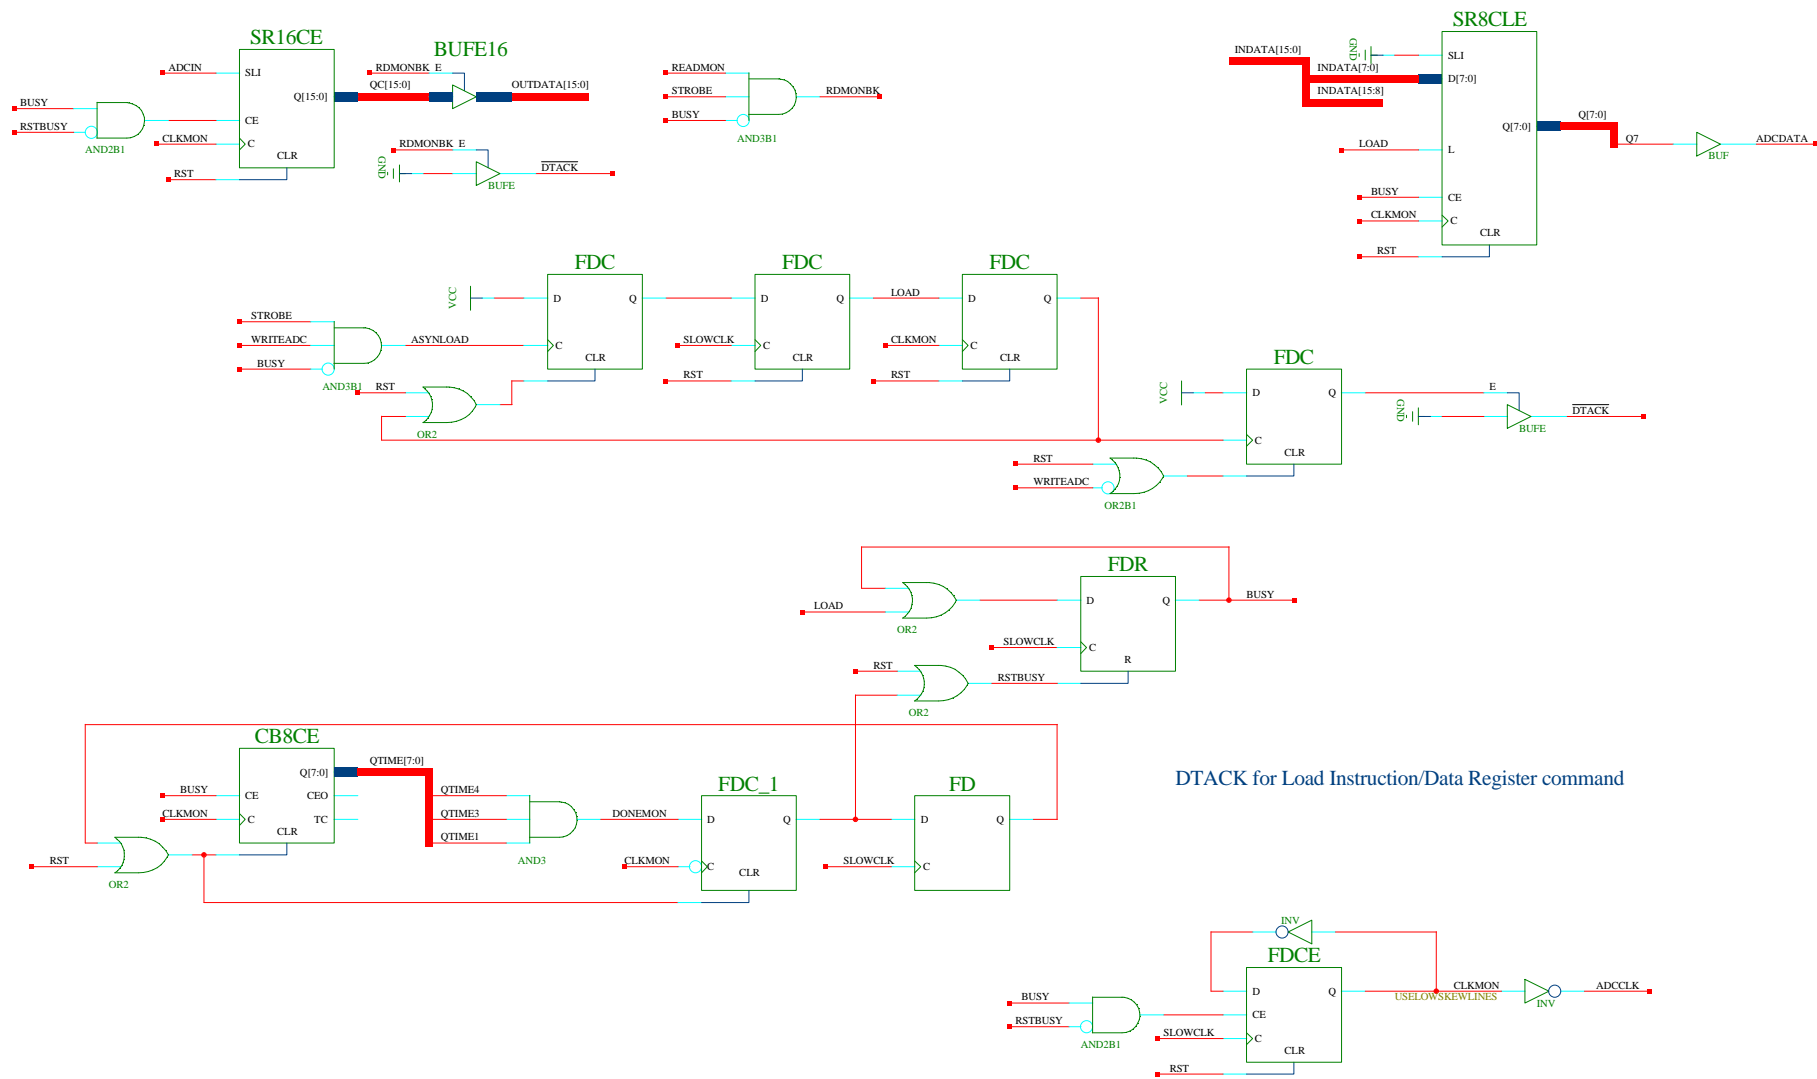 SR16CE
ADCIN
SLI
BUSY
RSTBUSY
AND2B1
Q[15:0]
CE
CLKMON
C
CLR
RST
BUFE16
RDMONBK E
QC[15:0]
OUTDATA[15:0]
RDMONBK E
GND
DTACK
BUFE
READMON
STROBE
BUSY
RDMONBK
AND3B1
SR8CLE
INDATA[15:0]
GND
SLI
INDATA[7:0]
D[7:0]
INDATA[15:8]
Q[7:0]
Q[7:0]
Q7
BUF
ADCDATA
LOAD
L
BUSY
CE
CLKMON
C
CLR
RST
FDC
FDC
FDC
VCC
D
Q
D
Q
LOAD
D
Q
STROBE
WRITEADC
ASYNLOAD
BUSY
AND3B1
C
SLOWCLK
C
CLKMON
C
CLR
CLR
CLR
RST
RST
RST
OR2
FDC
VCC
D
Q
E
GND
DTACK
BUFE
C
CLR
RST
WRITEADC
OR2B1
FDR
LOAD
OR2
D
Q
BUSY
SLOWCLK
C
R
RST
RSTBUSY
OR2
CB8CE
Q[7:0]
QTIME[7:0]
BUSY
CE
CEO
CLKMON
C
TC
CLR
RST
OR2
QTIME4
QTIME3
QTIME1
DONEMON
AND3
FDC_1
D
Q
CLKMON
C
CLR
FD
D
Q
SLOWCLK
C
DTACK for Load Instruction/Data Register command
INV
FDCE
D
Q
CLKMON
USELOWSKEWLINES
INV
ADCCLK
BUSY
RSTBUSY
AND2B1
CE
SLOWCLK
C
CLR
RST